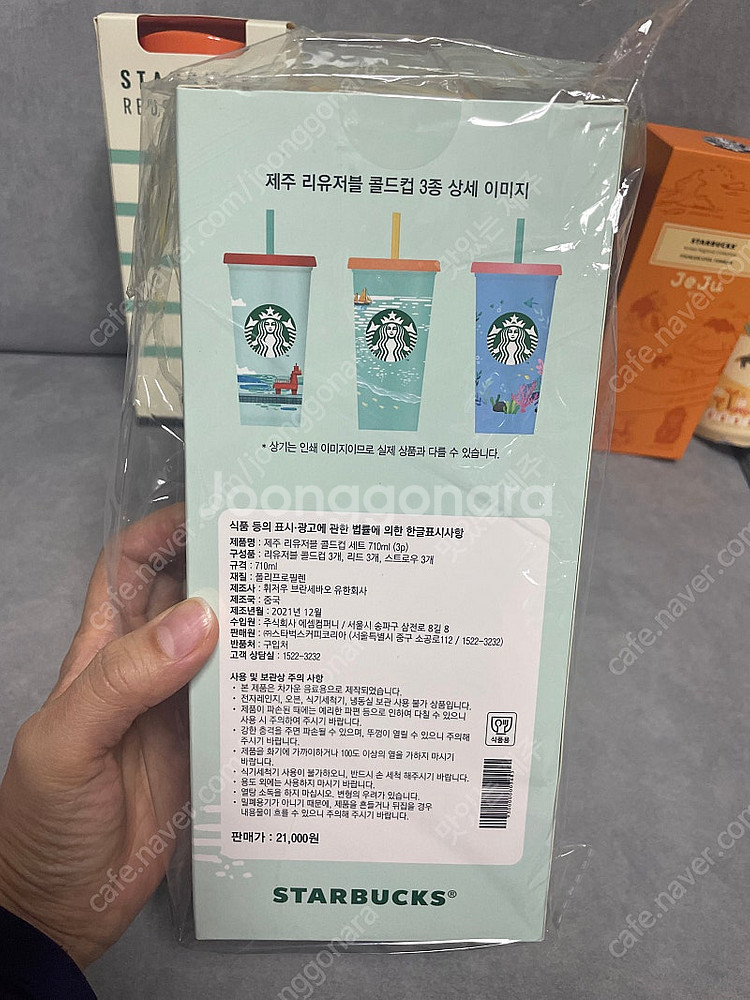 STA
REU
제주 리유저블 콜드컵 3종 상세 이미지
* 상기는 인쇄 이미지이므로 실제 상품과 다를 수 있습니다.
Joonggonara
식품 등의 표시·광고에 관한 법률에 의한 한글표시사항
제품명 : 제주 리유저블 콜드컵 세트 710ml (3p)
구성품 : 리유저블 콜드컵 3개, 리드 3개, 스트로우 3개
규격 : 710ml
재질 : 폴리프로필렌
제조사 : 휘저우 브란세바오 유한회사
제조국 : 중국
제조년월 : 2021년 12월
수입원 : 주식회사 에셈컴퍼니 / 서울시 송파구 삼전로 8길 8
판매원 : ㈜스타벅스커피코리아 (서울특별시 중구 소공로112 / 1522-3232)
반품처 : 구입처
고객 상담실 : 1522-3232
사용 및 보관상 주의 사항
• 본 제품은 차가운 음료용으로 제작되었습니다.
• 전자레인지, 오븐, 식기세척기, 냉동실 보관 사용 불가 상품입니다.
• 제품이 파손된 때에는 예리한 파편 등으로 인하여 다칠 수 있으니
사용 시 주의하여 주시기 바랍니다.
• 강한 충격을 주면 파손될 수 있으며, 뚜껑이 열릴 수 있으니 주의해
주시기 바랍니다.
• 제품을 화기에 가까이하거나 100도 이상의 열을 가하지 마시기
바랍니다.
• 식기세척기 사용이 불가하오니, 반드시 손 세척 해주시기 바랍니다.
• 용도 외에는 사용하지 마시기 바랍니다.
• 열탕 소독을 하지 마십시오. 변형의 우려가 있습니다.
• 밀폐용기가 아니기 때문에, 제품을 흔들거나 뒤집을 경우
내용물이 흐를 수 있으니 주의해 주시기 바랍니다.
식품용
판매가 : 21,000원
STARBUCKS®
STARBUCKS
JeJu
cafe.naver.com/joonggonara